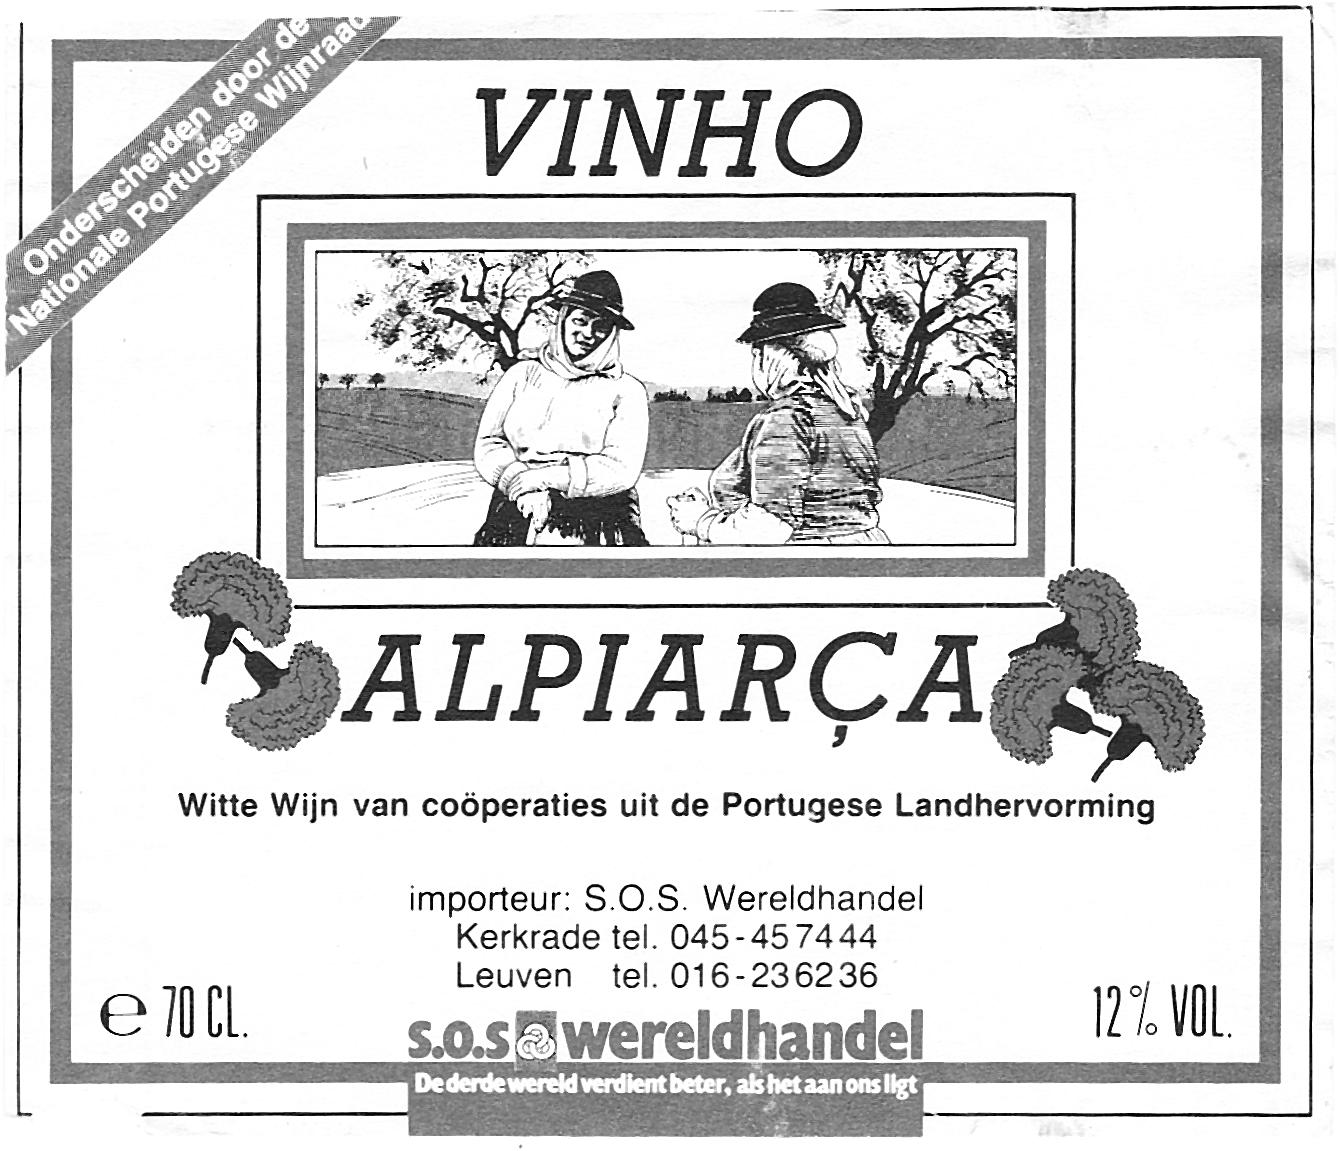 Onderscheiden door de
Nationale Portugese Wijnraad
VINHO
ALPIARÇA
Witte Wijn van coöperaties uit de Portugese Landhervorming
importeur: S.O.S. Wereldhandel
Kerkrade tel. 045-457444
Leuven tel. 016-236236
e 70 CL.
12% VOL.
s.o.s wereldhandel
De derde wereld verdient beter, als het aan ons ligt